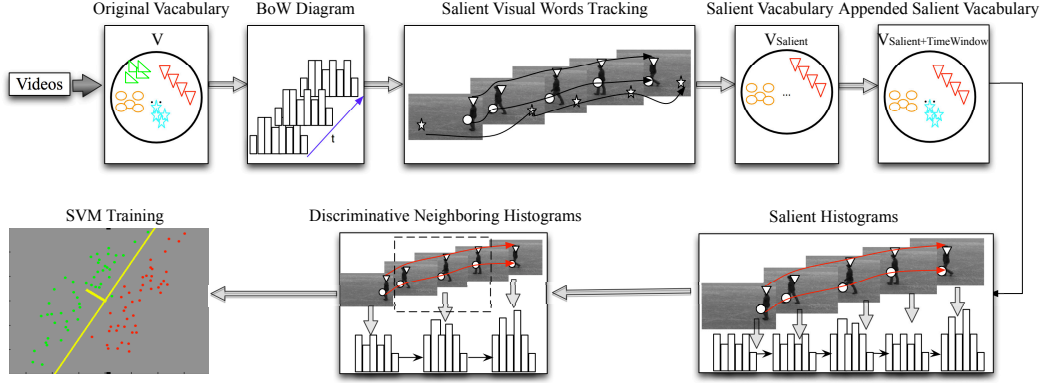 Original Vacabulary
BoW Diagram
Salient Visual Words Tracking
Salient Vacabulary
Appended Salient Vacabulary
Videos
V
t
...
VSalient
VSalient+TimeWindow
SVM Training
Discriminative Neighboring Histograms
Salient Histograms